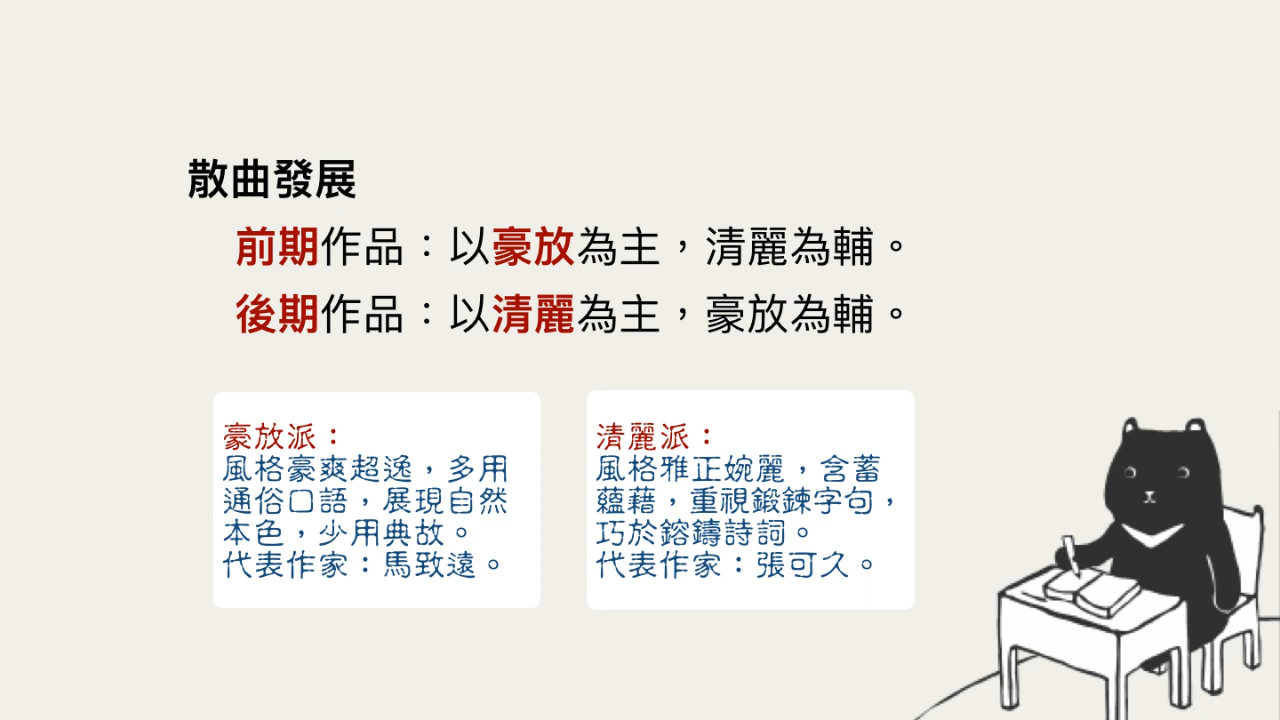 散曲發展
前期作品：以豪放為主，清麗為輔。
後期作品：以清麗為主，豪放為輔。
豪放派：
風格豪爽超逸，多用
通俗口語，展現自然
本色，少用典故。
代表作家：馬致遠。
清麗派：
風格雅正婉麗，含蓄
蘊藉，重視鍛鍊字句，
巧於鎔鑄詩詞。
代表作家：張可久。